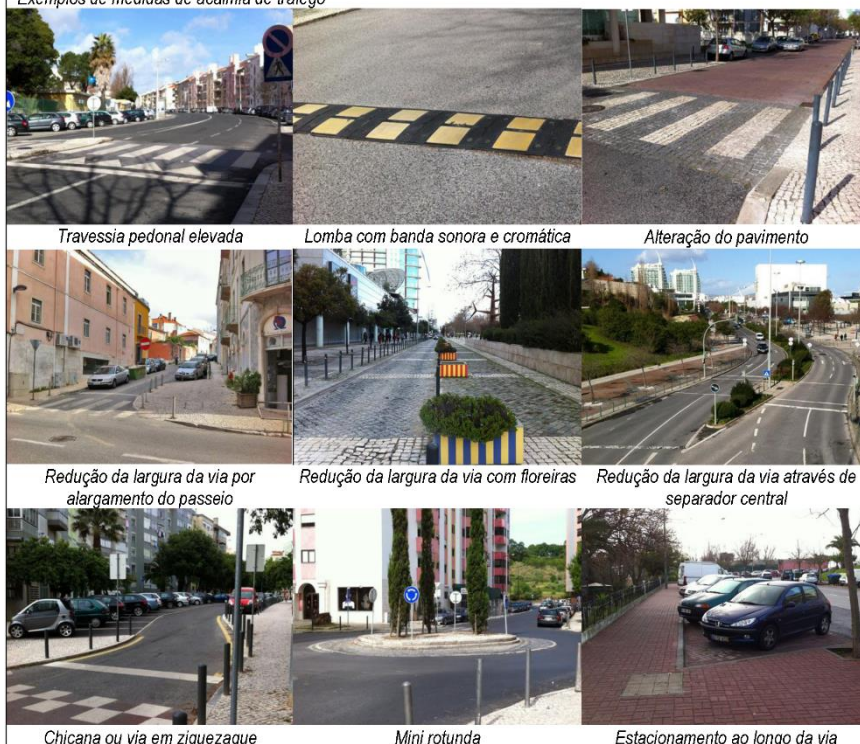 Exemplos de medidas de acalmia de tráfego
Travessia pedonal elevada
Lomba com banda sonora e cromática
Alteração do pavimento
Redução da largura da via por
alargamento do passeio
Redução da largura da via com floreiras
Redução da largura da via através de
separador central
Chicana ou via em ziguezague
Mini rotunda
Estacionamento ao longo da via